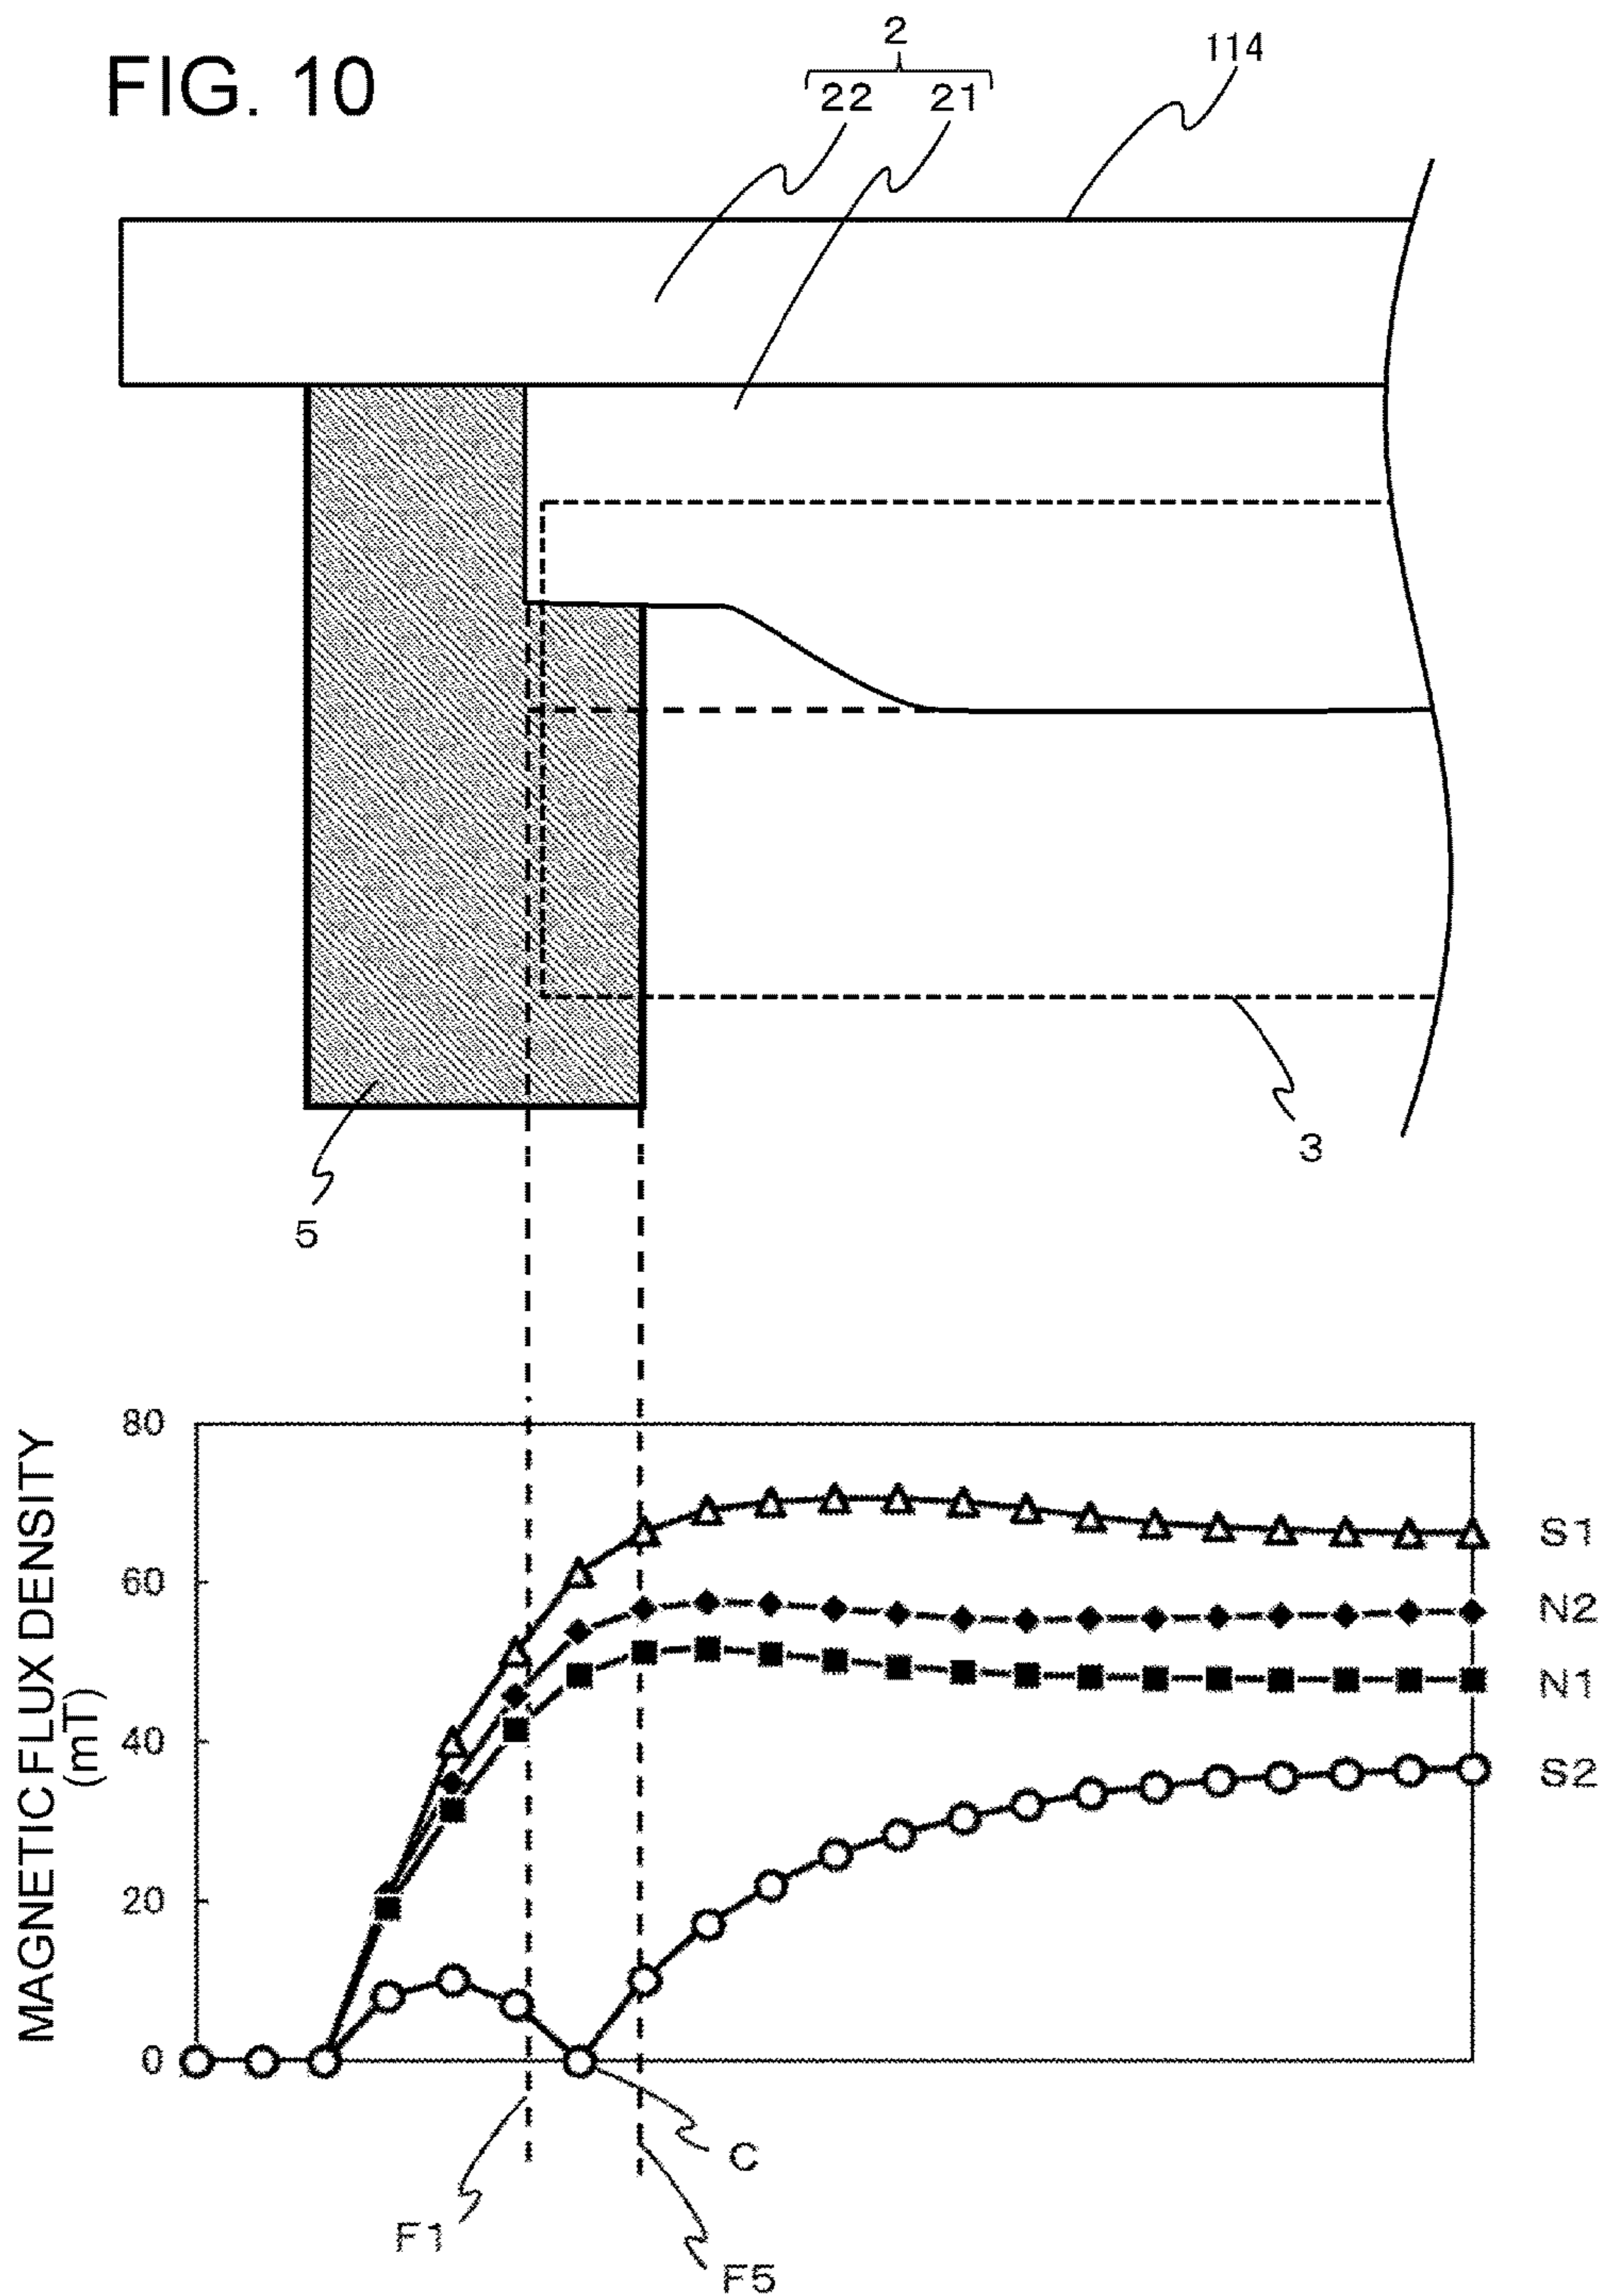 FIG. 10
2
22 21
114
3
5
MAGNETIC FLUX DENSITY
(mT)
80
60
40
20
0
S1
N2
N1
S2
C
F1
F5